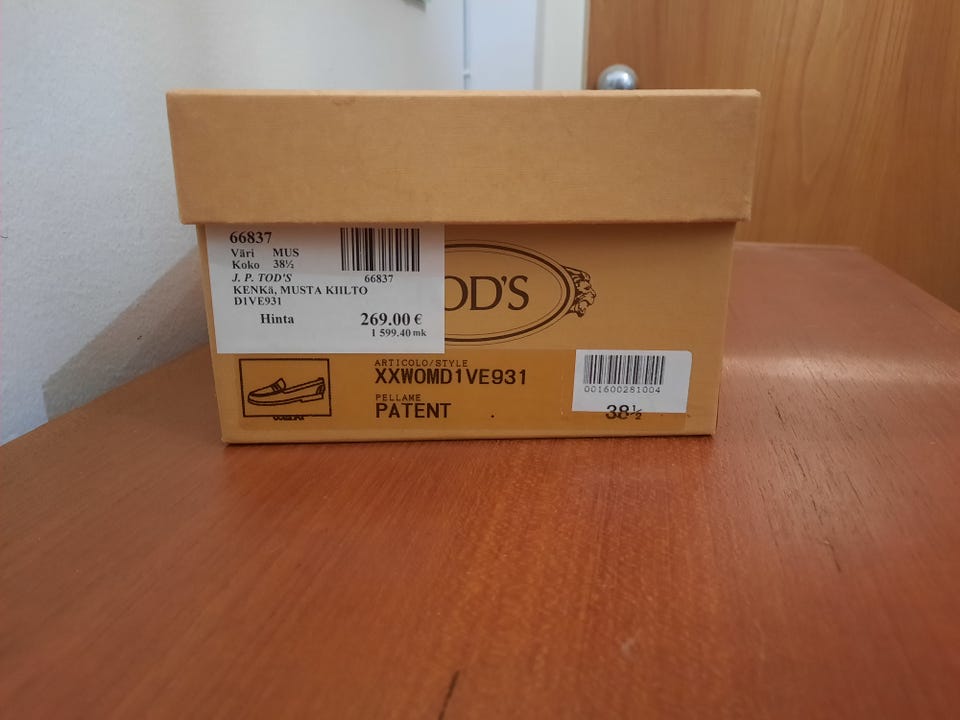 66837
Väri MUS
Koko 38½
J. P. TOD'S 66837
KENKä, MUSTA KIILTO
D1VE931
Hinta 269.00 €
1 599.40 mk
OD'S
ARTICOLO/STYLE
XXWOMD1VE931
PELLAME
PATENT
001600281004
38½